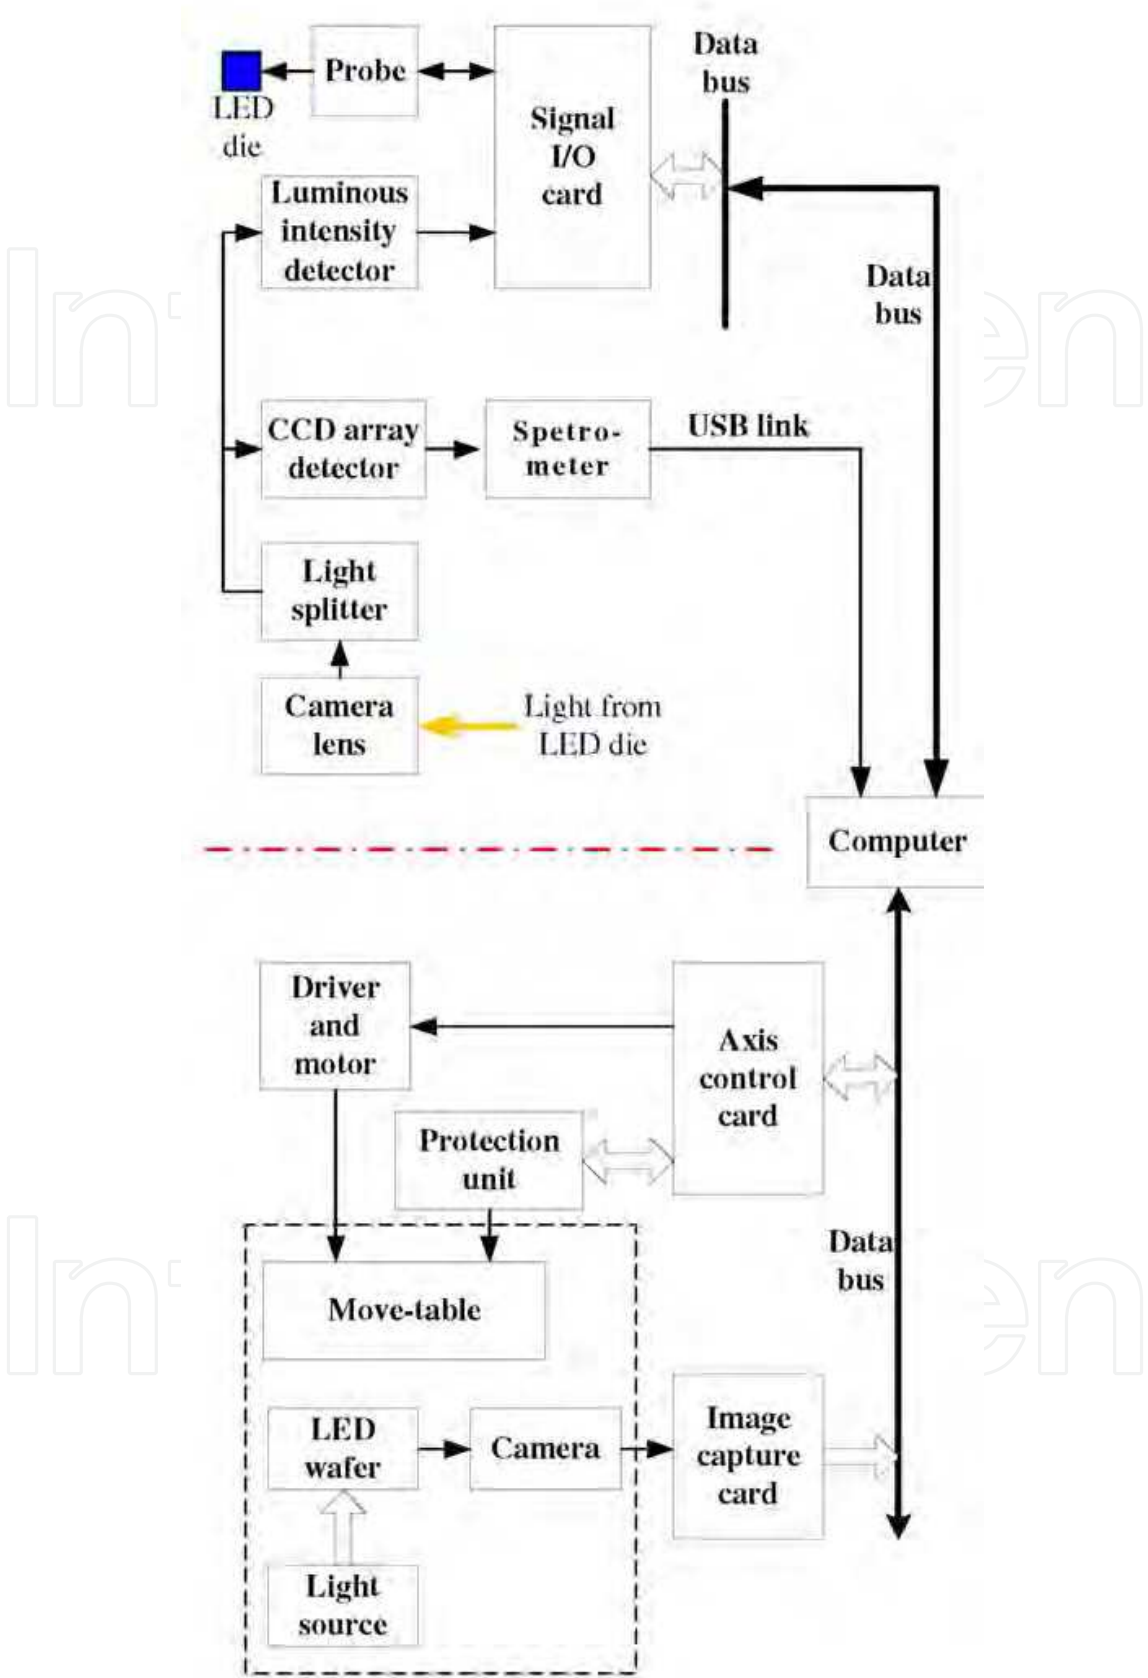 Data
bus
Probe
LED
die
Signal
I/O
card
Luminous
intensity
detector
Data
bus
CCD array
detector
Spetro-
meter
USB link
Light
splitter
Camera
lens
Light from
LED die
Computer
Driver
and
motor
Axis
control
card
Protection
unit
Data
bus
Move-table
LED
wafer
Camera
Image
capture
card
Light
source